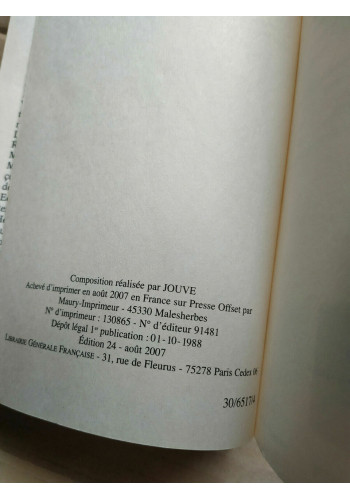 Composition réalisée par JOUVE
Achevé d'imprimer en août 2007 en France sur Presse Offset par
Maury-Imprimeur - 45330 Malesherbes
N° d'imprimeur : 130865 - N° d'éditeur 91481
Dépôt légal 1re publication : 01-10-1988
Édition 24 - août 2007
LIBRAIRIE GÉNÉRALE FRANÇAISE - 31, rue de Fleurus - 75278 Paris Cedex 06
30/6517/4